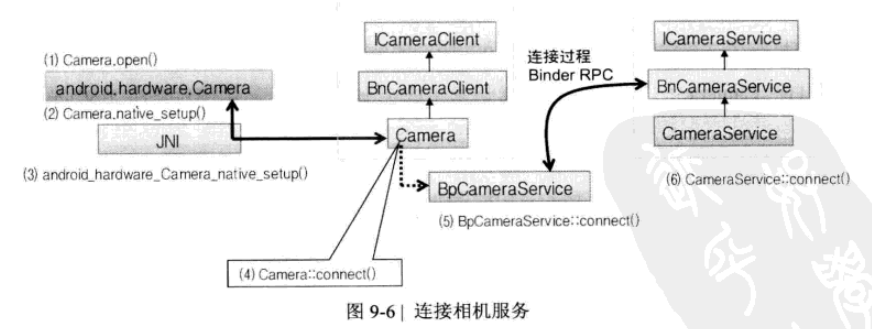 (1) Camera.open()
android.hardware.Camera
(2) Camera.native_setup()
JNI
(3) android_hardware_Camera_native_setup()
ICameraClient
BnCameraClient
Camera
(4) Camera::connect()
BpCameraService
(5) BpCameraService::connect()
连接过程
Binder RPC
ICameraService
BnCameraService
CameraService
(6) CameraService::connect()
图 9-6 | 连接相机服务